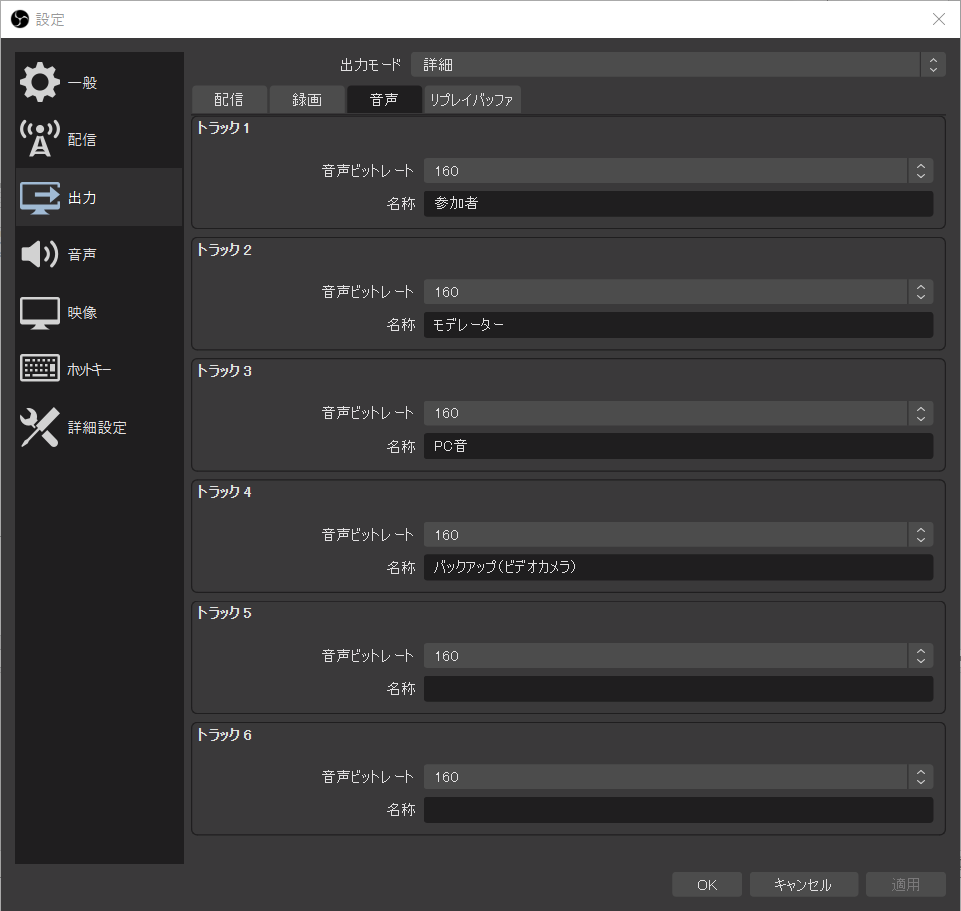 設定
一般
配信
出力
音声
映像
ホットキー
詳細設定
出力モード 詳細
配信 録画 音声 リプレイバッファ
トラック 1
音声ビットレート 160
名称 参加者
トラック 2
音声ビットレート 160
名称 モデレーター
トラック 3
音声ビットレート 160
名称 PC音
トラック 4
音声ビットレート 160
名称 バックアップ(ビデオカメラ)
トラック 5
音声ビットレート 160
名称
トラック 6
音声ビットレート 160
名称
OK キャンセル 適用